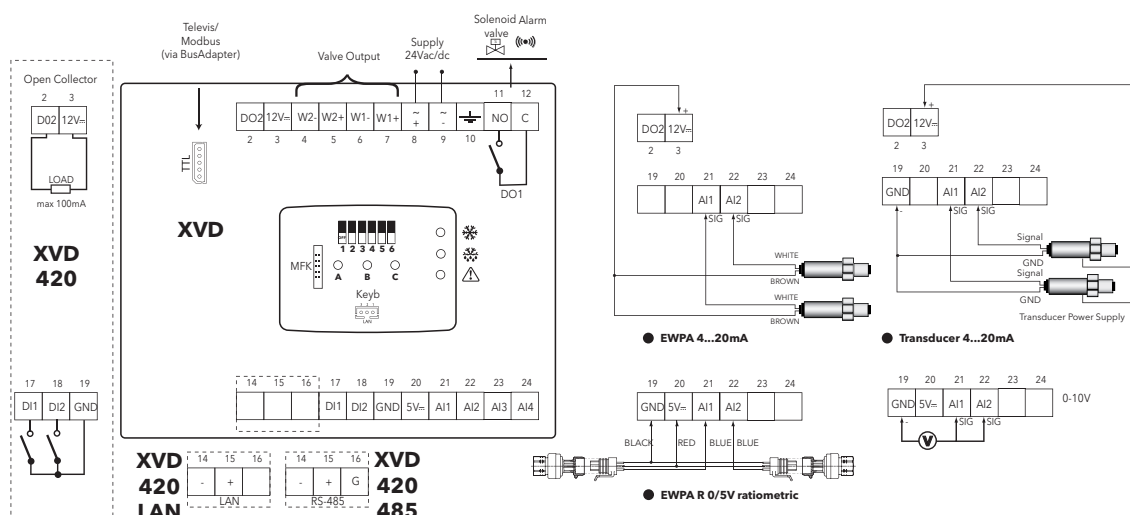 Televis/
Modbus
(via BusAdapter)
Valve Output
Supply
24Vac/dc
Solenoid
valve
Alarm
Open Collector
2 3
D02 12V⎓
LOAD
max 100mA
XVD
420
17 18 19
DI1 DI2 GND
11 12
DO2 12V⎓ W2- W2+ W1- W1+ ~ + ~ - NO C
2 3 4 5 6 7 8 9 10
DO1
TTL
XVD
OFF
1 2 3 4 5 6
MFK
A B C
Keyb
LAN
14 15 16 17 18 19 20 21 22 23 24
DI1 DI2 GND 5V⎓ AI1 AI2 AI3 AI4
XVD
420
LAN
14 15 16
- +
LAN
14 15 16
- + G
RS-485
XVD
420
485
+
DO2 12V⎓
2 3
19 20 21 22 23 24
AI1 AI2
SIG SIG
WHITE
BROWN
WHITE
BROWN
● EWPA 4...20mA
+
DO2 12V⎓
2 3
19 20 21 22 23 24
GND AI1 AI2
- SIG SIG
Signal
GND
Signal
GND
Transducer Power Supply
● Transducer 4...20mA
19 20 21 22 23 24
GND 5V⎓ AI1 AI2
BLACK RED BLUE BLUE
● EWPA R 0/5V ratiometric
19 20 21 22 23 24
GND 5V⎓ AI1 AI2 0-10V
- SIG SIG
V